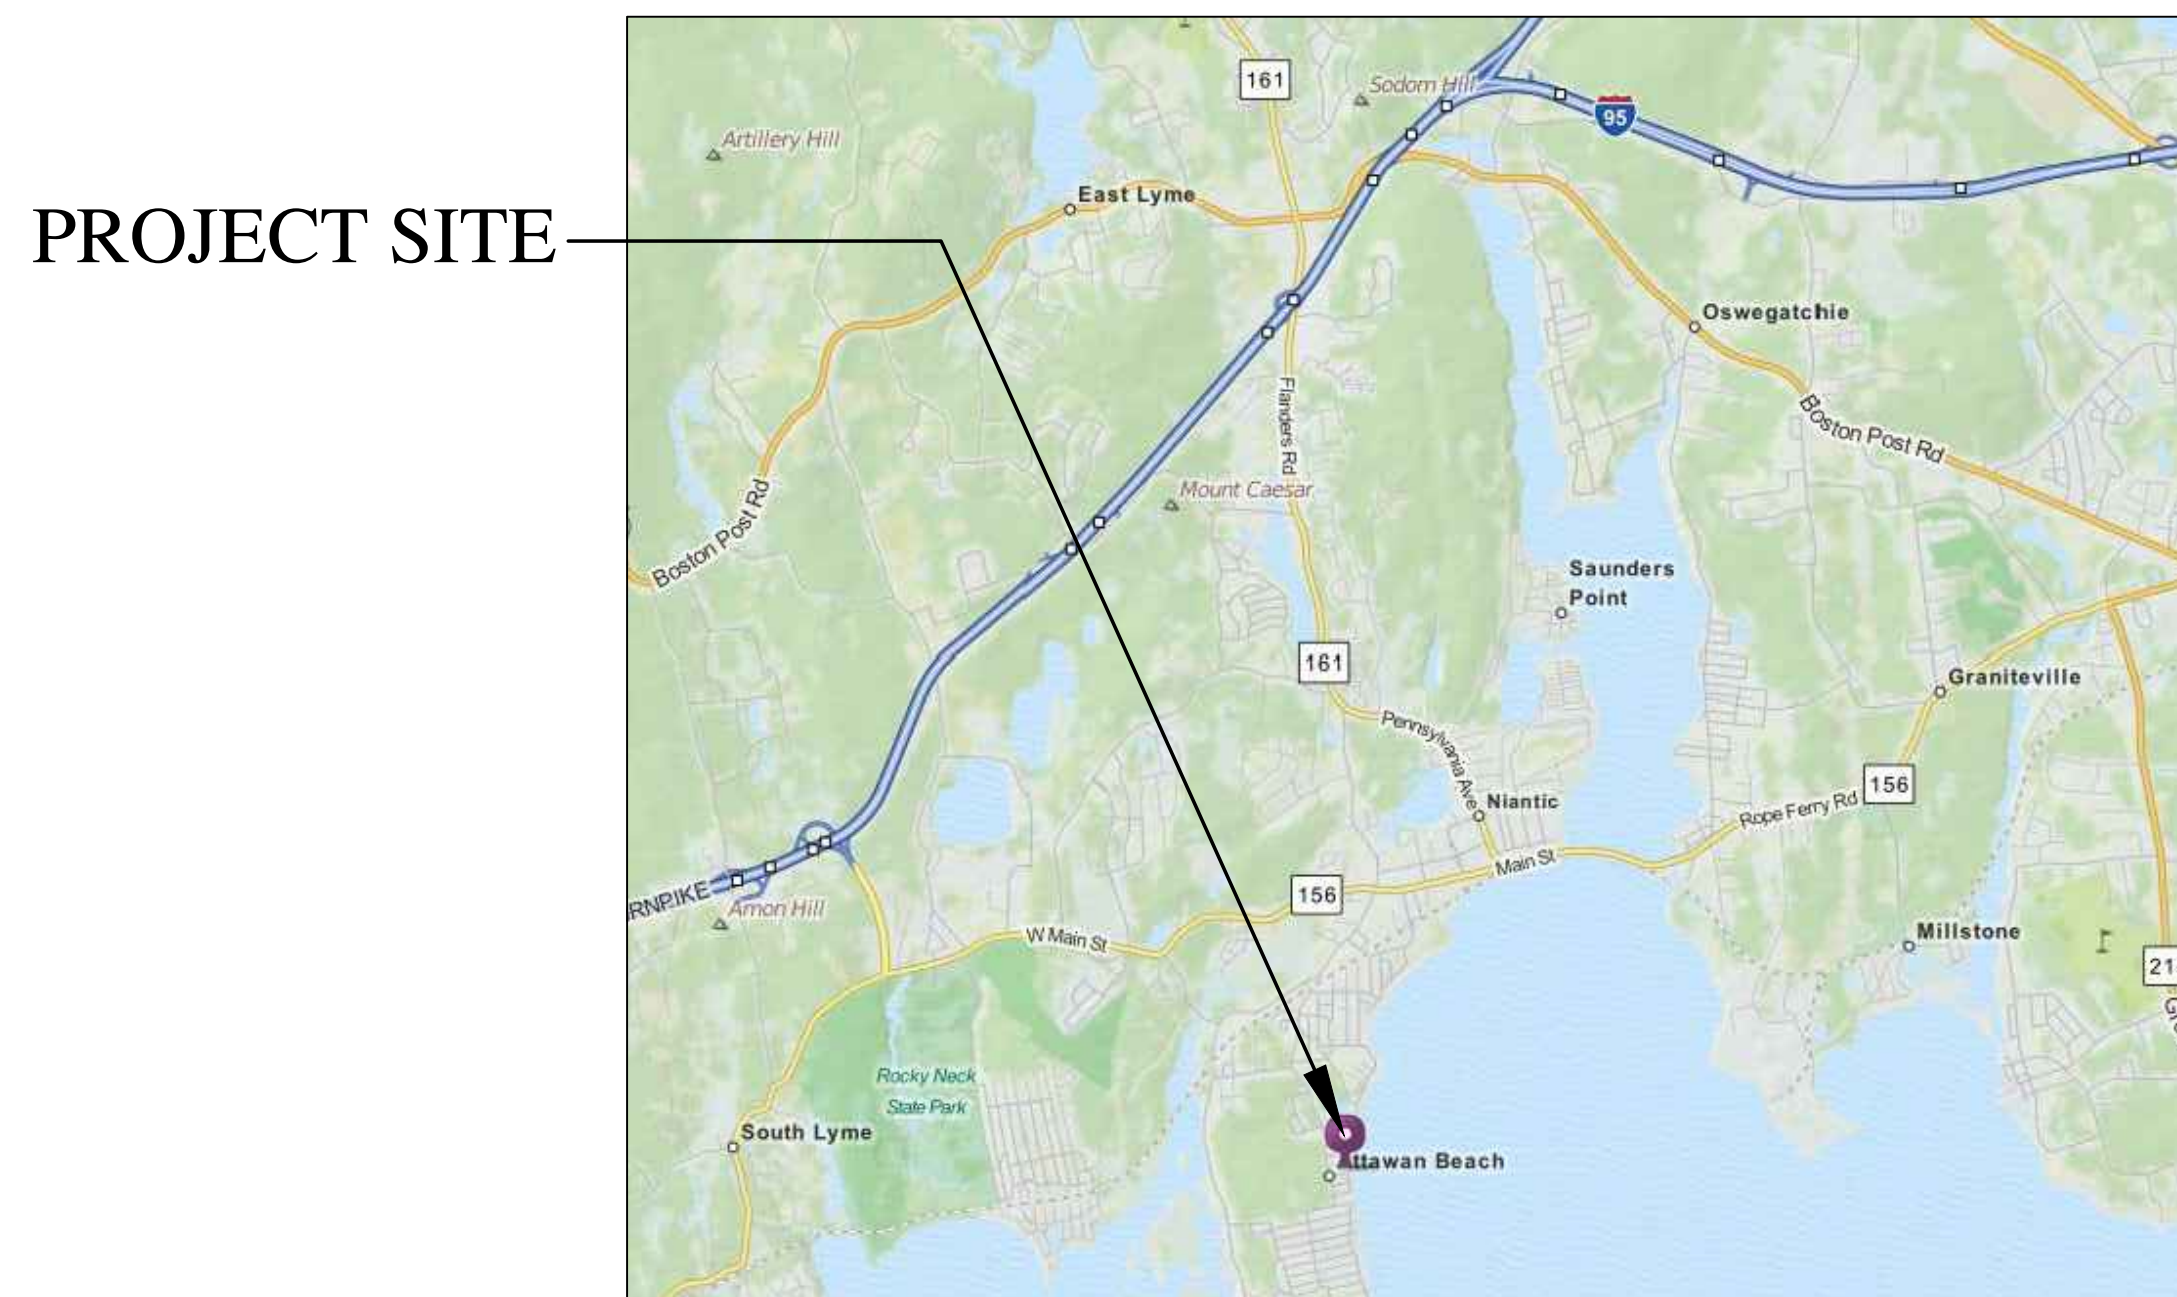 161
Sodom Hill
95
Artillery Hill
East Lyme
PROJECT SITE
Oswegatchie
Flanders Rd
Boston Post Rd
Mount Caesar
Boston Post Rd
Saunders
Point
161
Graniteville
Pennsylvania Ave
156
Niantic
Rope Ferry Rd
Main St
RNPIKE
156
Amon Hill
W Main St
Millstone
21
Rocky Neck
State Park
South Lyme
Attawan Beach